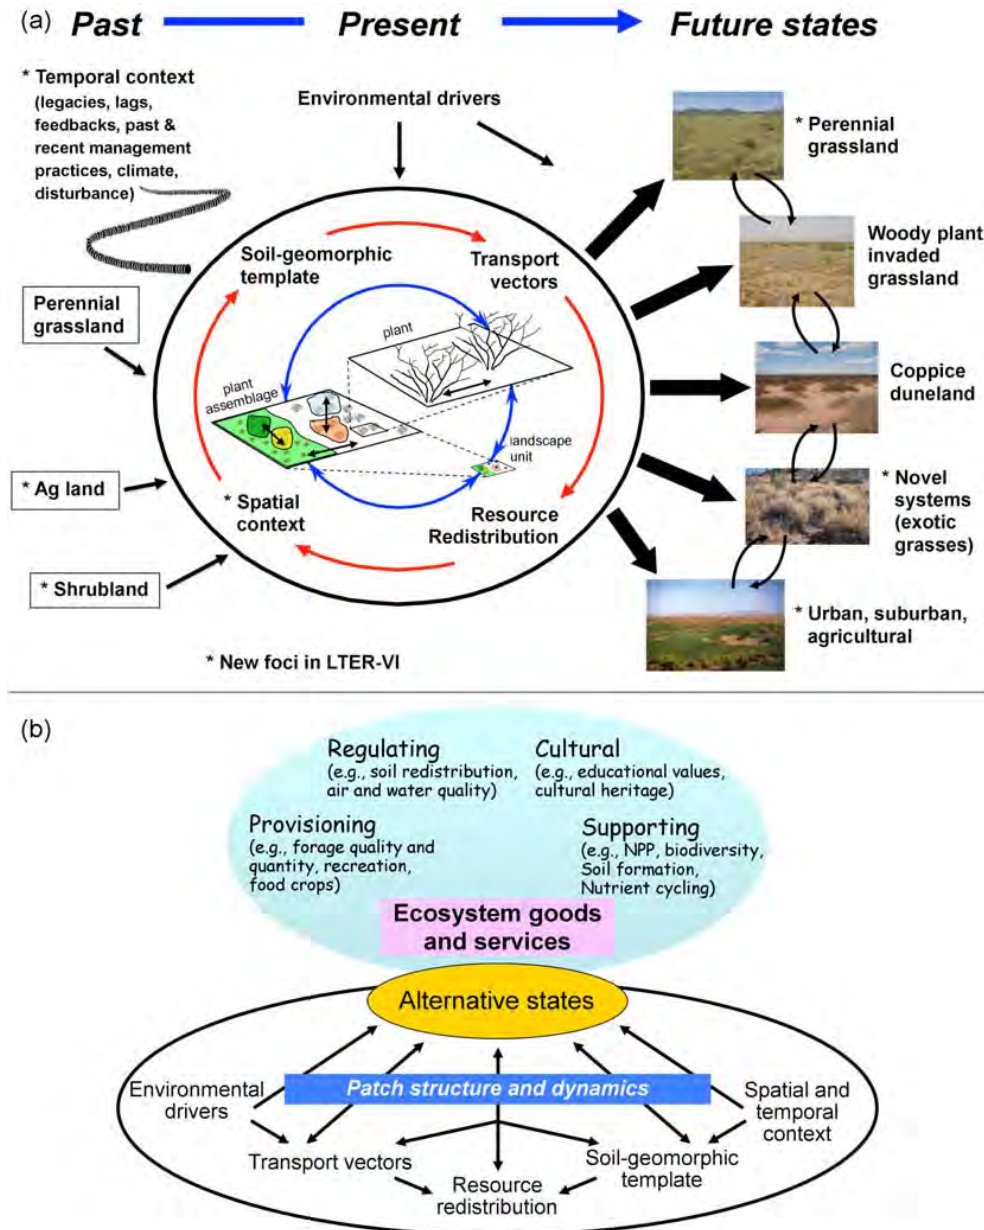 (a) Past Present Future states
* Temporal context
(legacies, lags,
feedbacks, past &
recent management
practices, climate,
disturbance)
Environmental drivers
* Perennial
grassland
Soil-geomorphic
template
Transport
vectors
Woody plant
invaded
grassland
Perennial
grassland
plant
plant
assemblage
Coppice
duneland
landscape
unit
* Ag land
* Spatial
context
Resource
Redistribution
* Novel
systems
(exotic
grasses)
* Shrubland
* Urban, suburban,
agricultural
* New foci in LTER-VI
(b)
Regulating
(e.g., soil redistribution,
air and water quality)
Cultural
(e.g., educational values,
cultural heritage)
Provisioning
(e.g., forage quality and
quantity, recreation,
food crops)
Supporting
(e.g., NPP, biodiversity,
Soil formation,
Nutrient cycling)
Ecosystem goods
and services
Alternative states
Patch structure and dynamics
Environmental
drivers
Spatial and
temporal
context
Transport vectors
Soil-geomorphic
template
Resource
redistribution